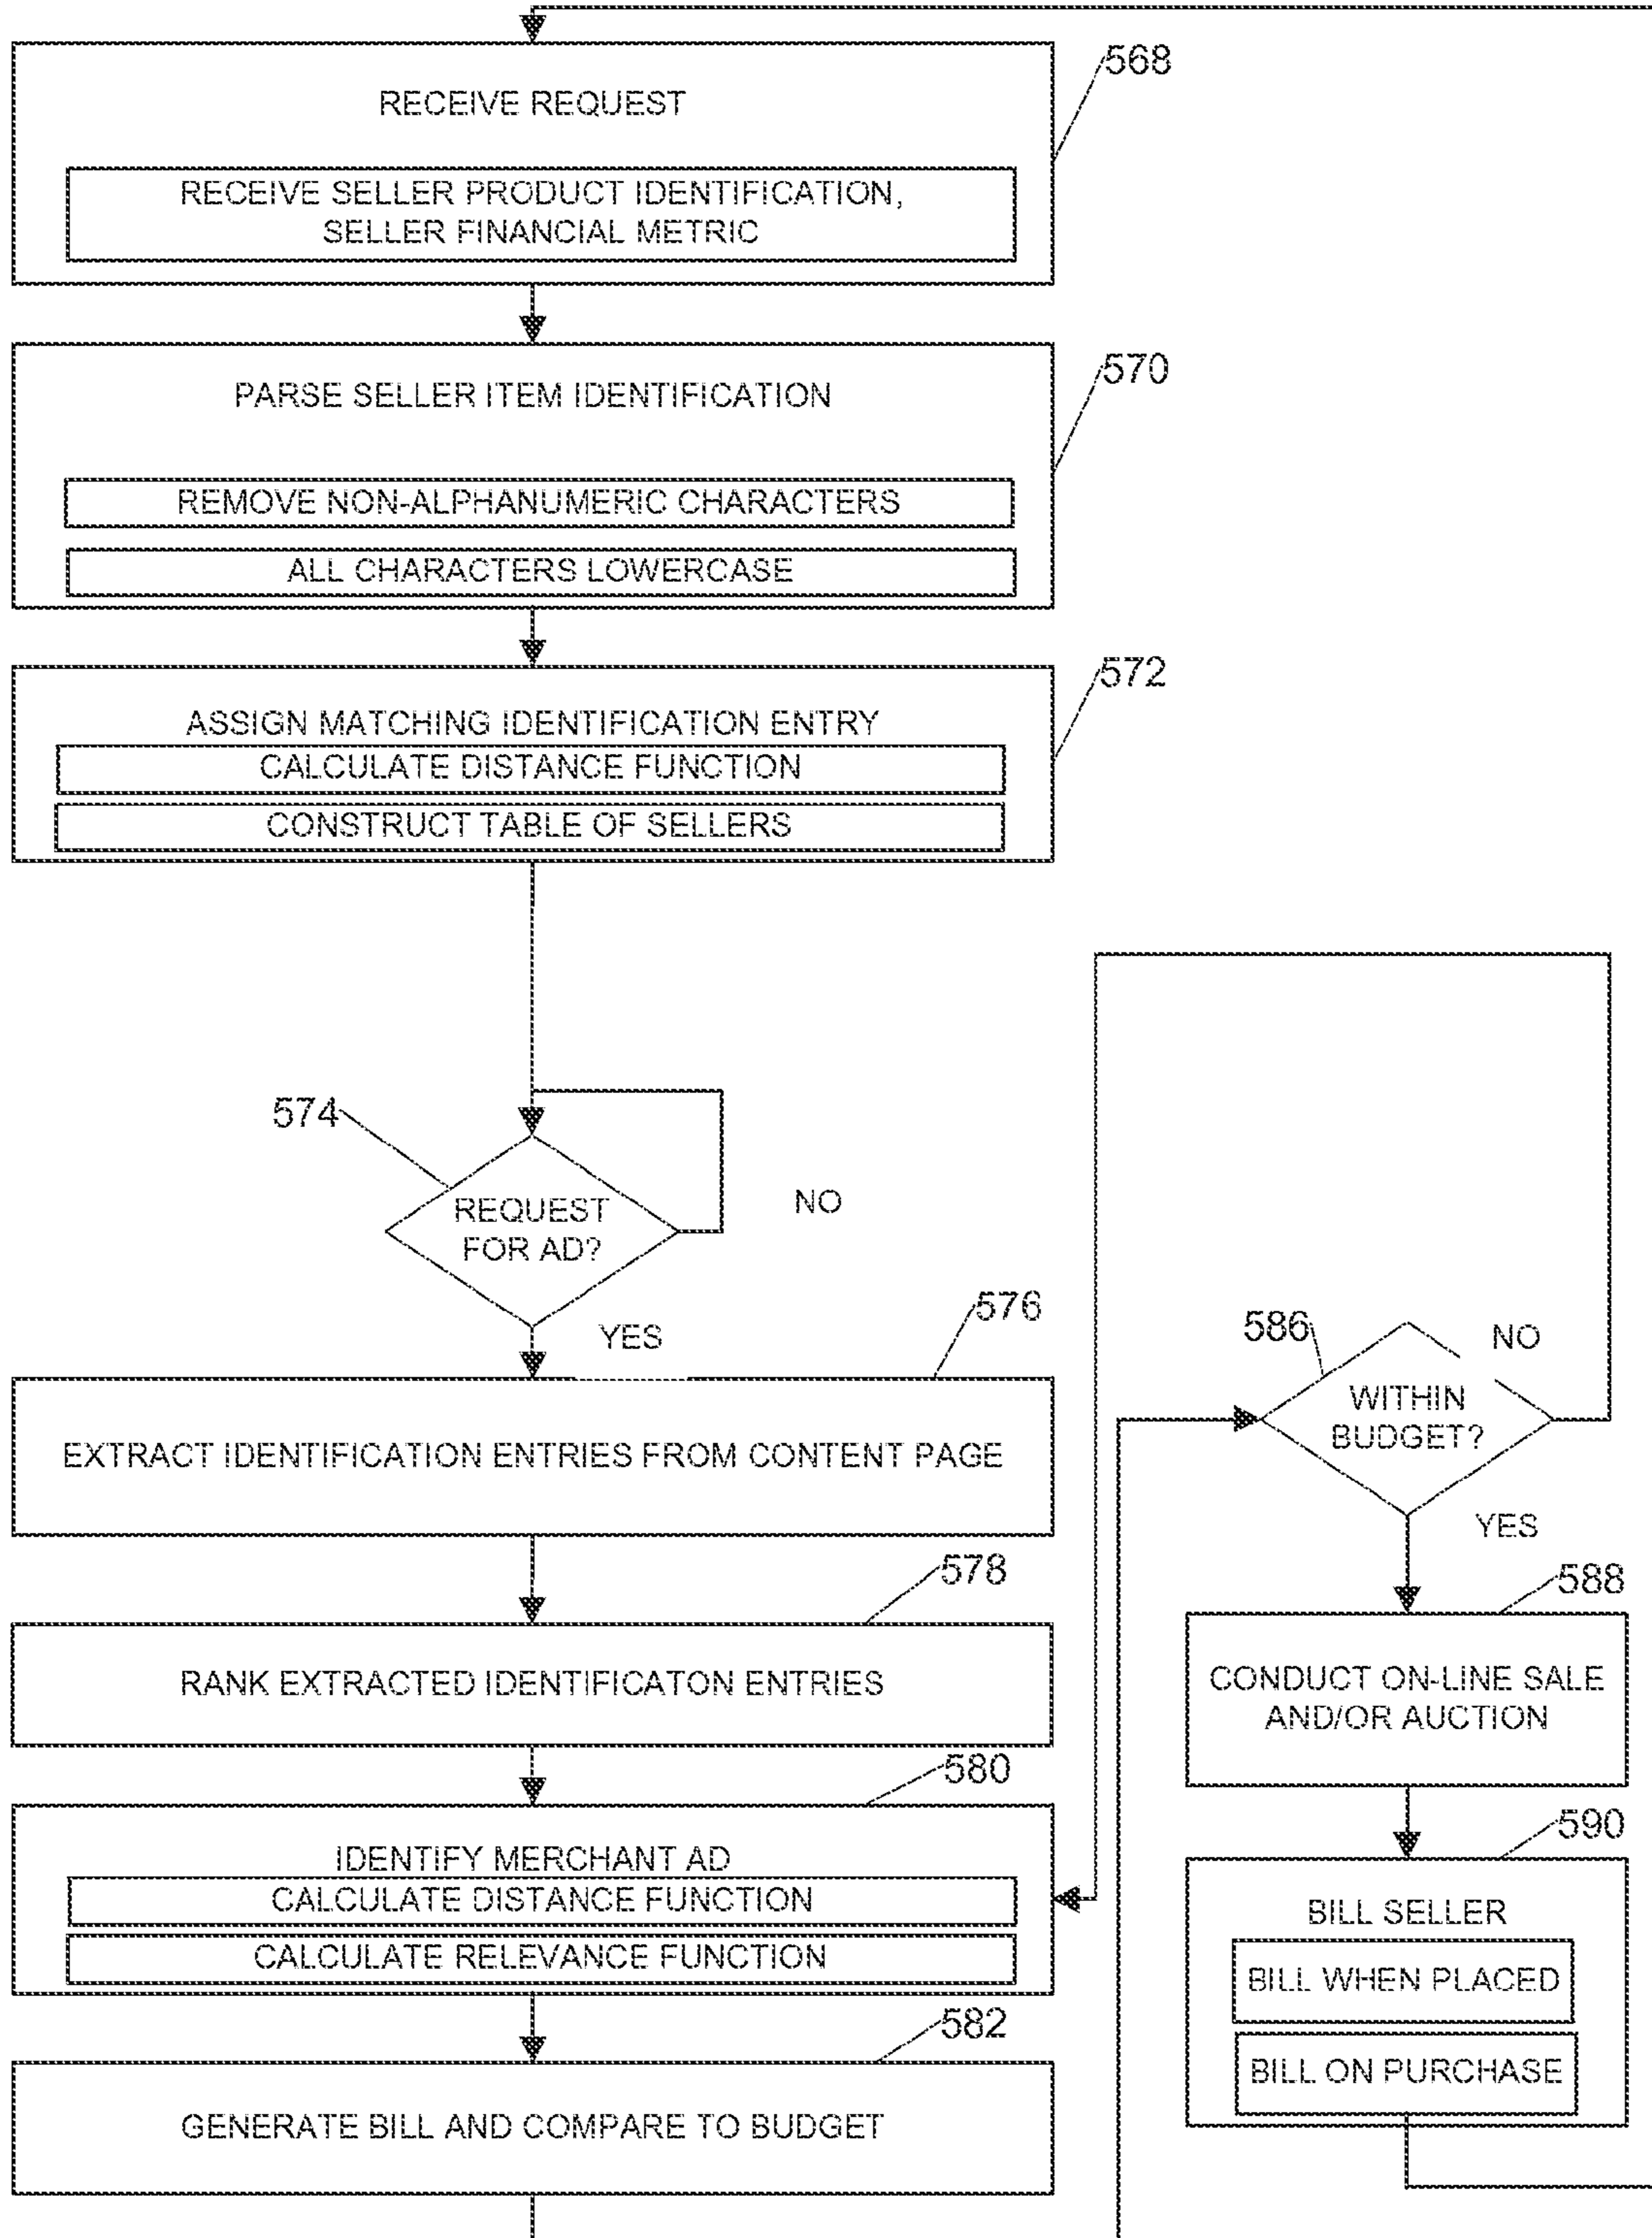 568
RECEIVE REQUEST
RECEIVE SELLER PRODUCT IDENTIFICATION,
SELLER FINANCIAL METRIC
570
PARSE SELLER ITEM IDENTIFICATION
REMOVE NON-ALPHANUMERIC CHARACTERS
ALL CHARACTERS LOWERCASE
572
ASSIGN MATCHING IDENTIFICATION ENTRY
CALCULATE DISTANCE FUNCTION
CONSTRUCT TABLE OF SELLERS
574
REQUEST
FOR AD?
NO
YES
576
EXTRACT IDENTIFICATION ENTRIES FROM CONTENT PAGE
578
RANK EXTRACTED IDENTIFICATON ENTRIES
580
IDENTIFY MERCHANT AD
CALCULATE DISTANCE FUNCTION
CALCULATE RELEVANCE FUNCTION
582
GENERATE BILL AND COMPARE TO BUDGET
586
NO
WITHIN
BUDGET?
YES
588
CONDUCT ON-LINE SALE
AND/OR AUCTION
590
BILL SELLER
BILL WHEN PLACED
BILL ON PURCHASE